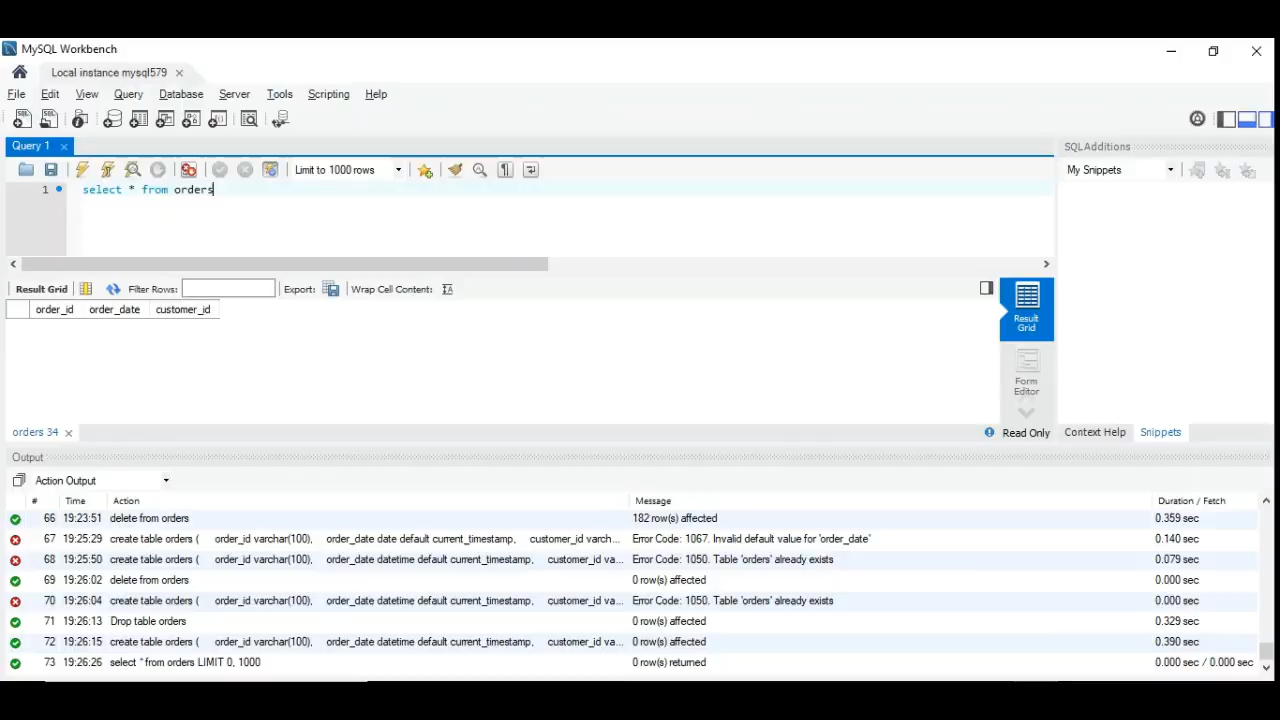 MySQL Workbench
Local instance mysql579
File Edit View Query Database Server Tools Scripting Help
Query 1
SQLAdditions
Limit to 1000 rows
My Snippets
1 select * from orders
Result Grid Filter Rows: Export: Wrap Cell Content:
order_id order_date customer_id
Result
Grid
Form
Editor
orders 34 Read Only Context Help Snippets
Output
Action Output
# Time Action Message Duration / Fetch
66 19:23:51 delete from orders 182 row(s) affected 0.359 sec
67 19:25:29 create table orders ( order_id varchar(100), order_date date default current_timestamp, customer_id varch... Error Code: 1067. Invalid default value for 'order_date' 0.140 sec
68 19:25:50 create table orders ( order_id varchar(100), order_date datetime default current_timestamp, customer_id va... Error Code: 1050. Table 'orders' already exists 0.079 sec
69 19:26:02 delete from orders 0 row(s) affected 0.000 sec
70 19:26:04 create table orders ( order_id varchar(100), order_date datetime default current_timestamp, customer_id va... Error Code: 1050. Table 'orders' already exists 0.000 sec
71 19:26:13 Drop table orders 0 row(s) affected 0.329 sec
72 19:26:15 create table orders ( order_id varchar(100), order_date datetime default current_timestamp, customer_id va... 0 row(s) affected 0.390 sec
73 19:26:26 select * from orders LIMIT 0, 1000 0 row(s) returned 0.000 sec / 0.000 sec